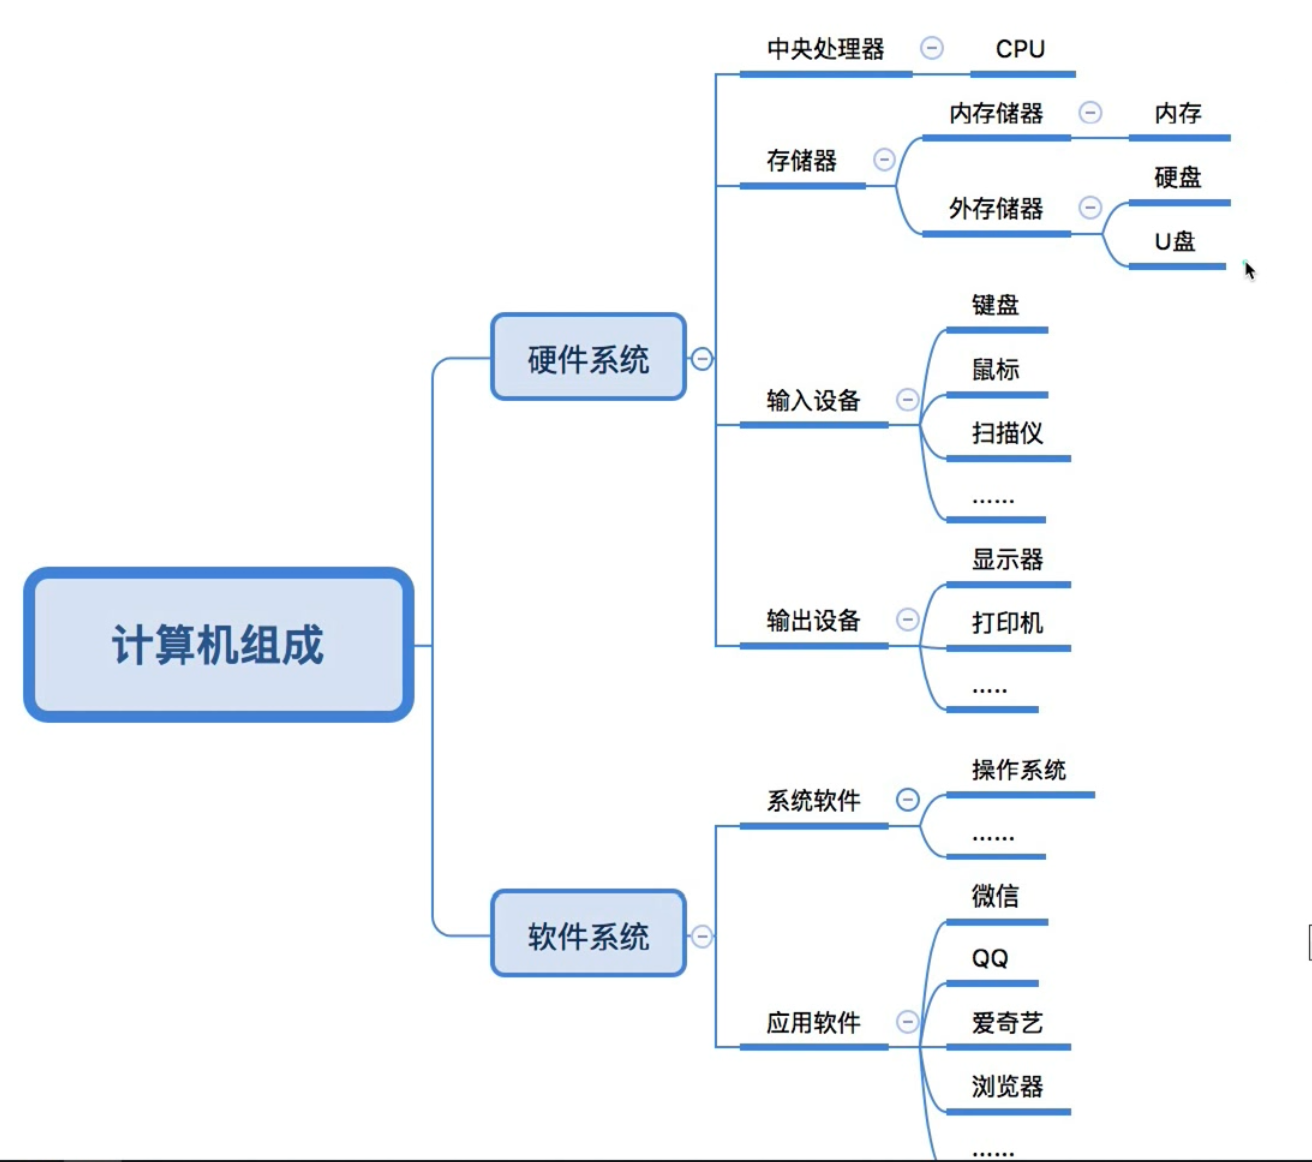 计算机组成
硬件系统
中央处理器
CPU
存储器
内存储器
内存
外存储器
硬盘
U盘
输入设备
键盘
鼠标
扫描仪
......
输出设备
显示器
打印机
.....
软件系统
系统软件
操作系统
......
应用软件
微信
QQ
爱奇艺
浏览器
......